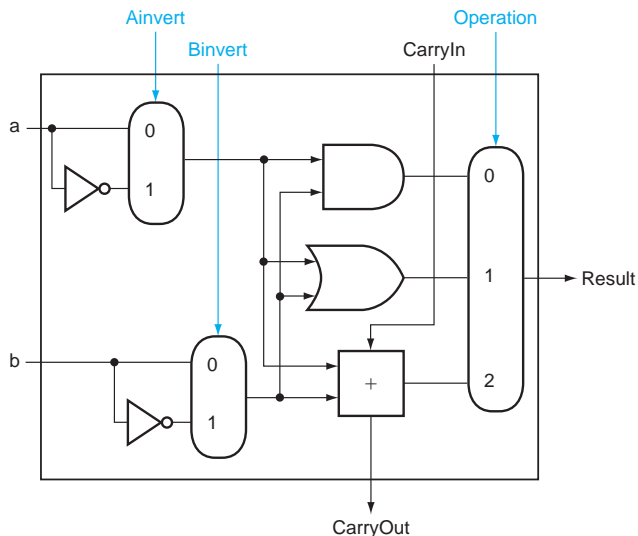 Ainvert
Operation
Binvert
CarryIn
a
0
1
0
1
Result
b
0
1
2
+
CarryOut